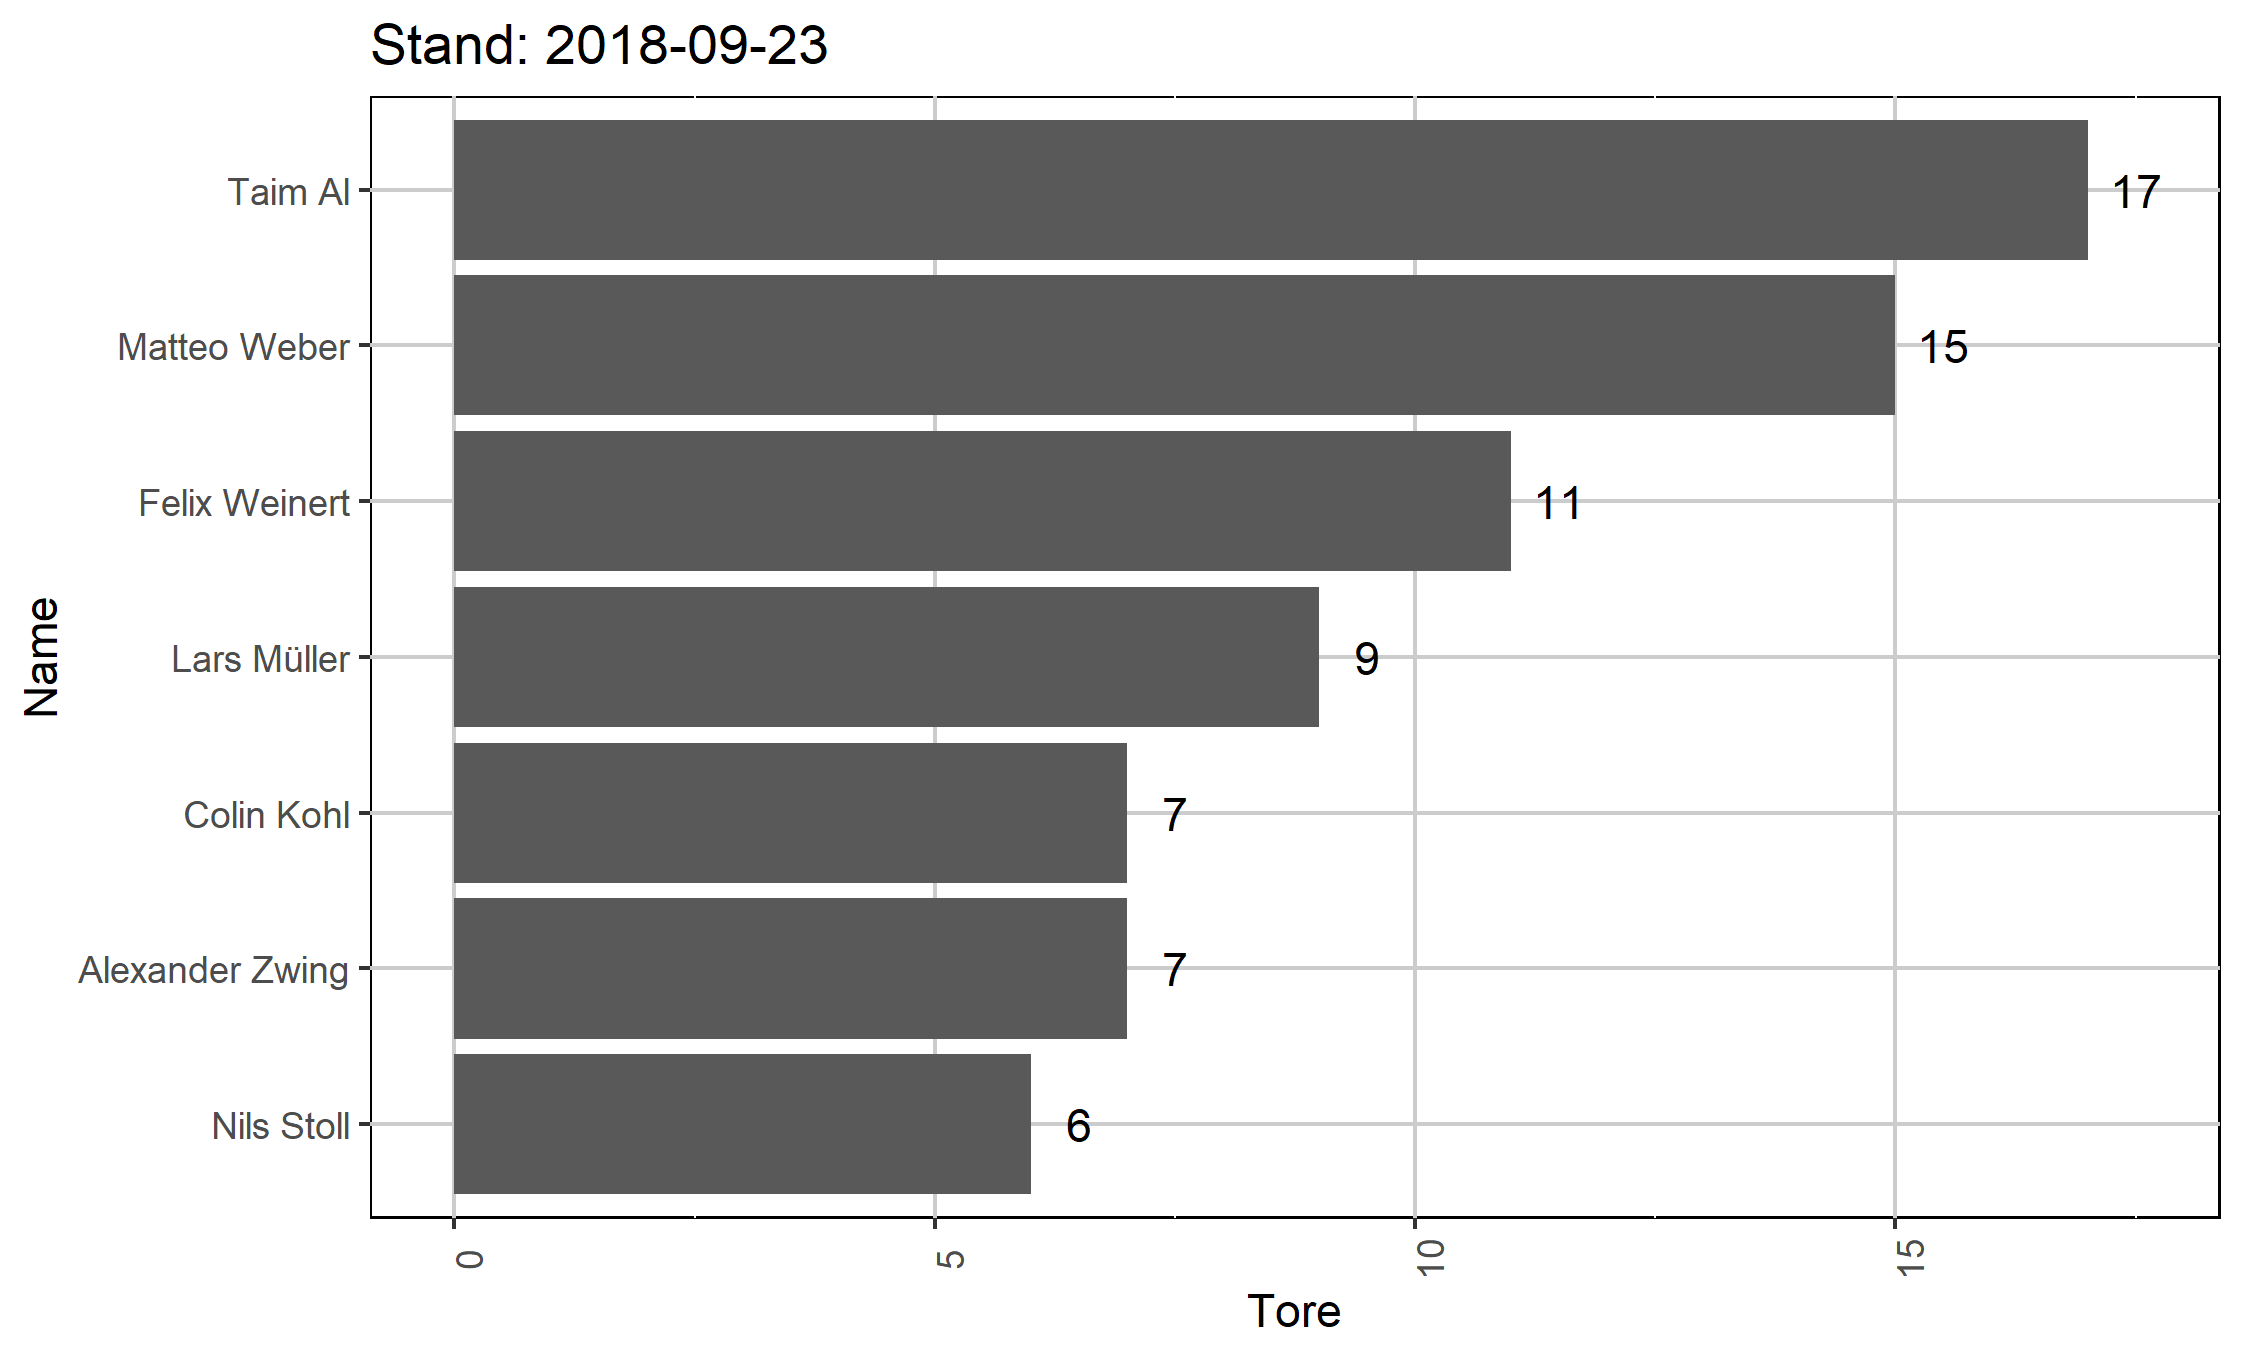 Stand: 2018-09-23
Taim Al
17
Matteo Weber
15
Felix Weinert
11
Lars Müller
9
Colin Kohl
7
Alexander Zwing
7
Nils Stoll
6
Name
0 5 10 15
Tore